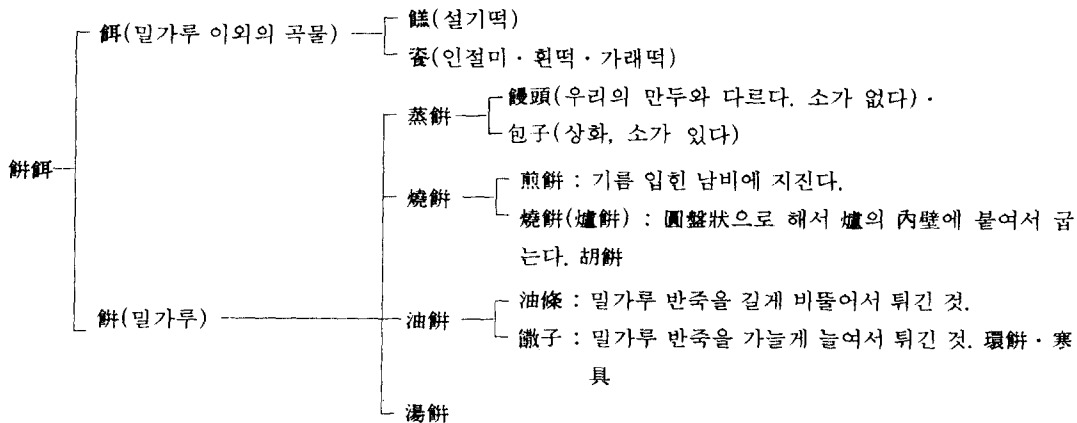 餻(설기떡)
餌(밀가루 이외의 곡물)
瓷(인절미 · 흰떡 · 가래떡)
饅頭(우리의 만두와 다르다. 소가 없다) ·
蒸餠
包子(상화, 소가 있다)
餠餌
煎餠 : 기름 입힌 남비에 지진다.
燒餠
燒餠(爐餠) : 圓盤狀으로 해서 爐의 內壁에 붙여서 굽
는다. 胡餠
油條 : 밀가루 반죽을 길게 비뚤어서 튀긴 것.
餠(밀가루)
油餠
饊子 : 밀가루 반죽을 가늘게 늘여서 튀긴 것. 環餠 · 寒
具
湯餠